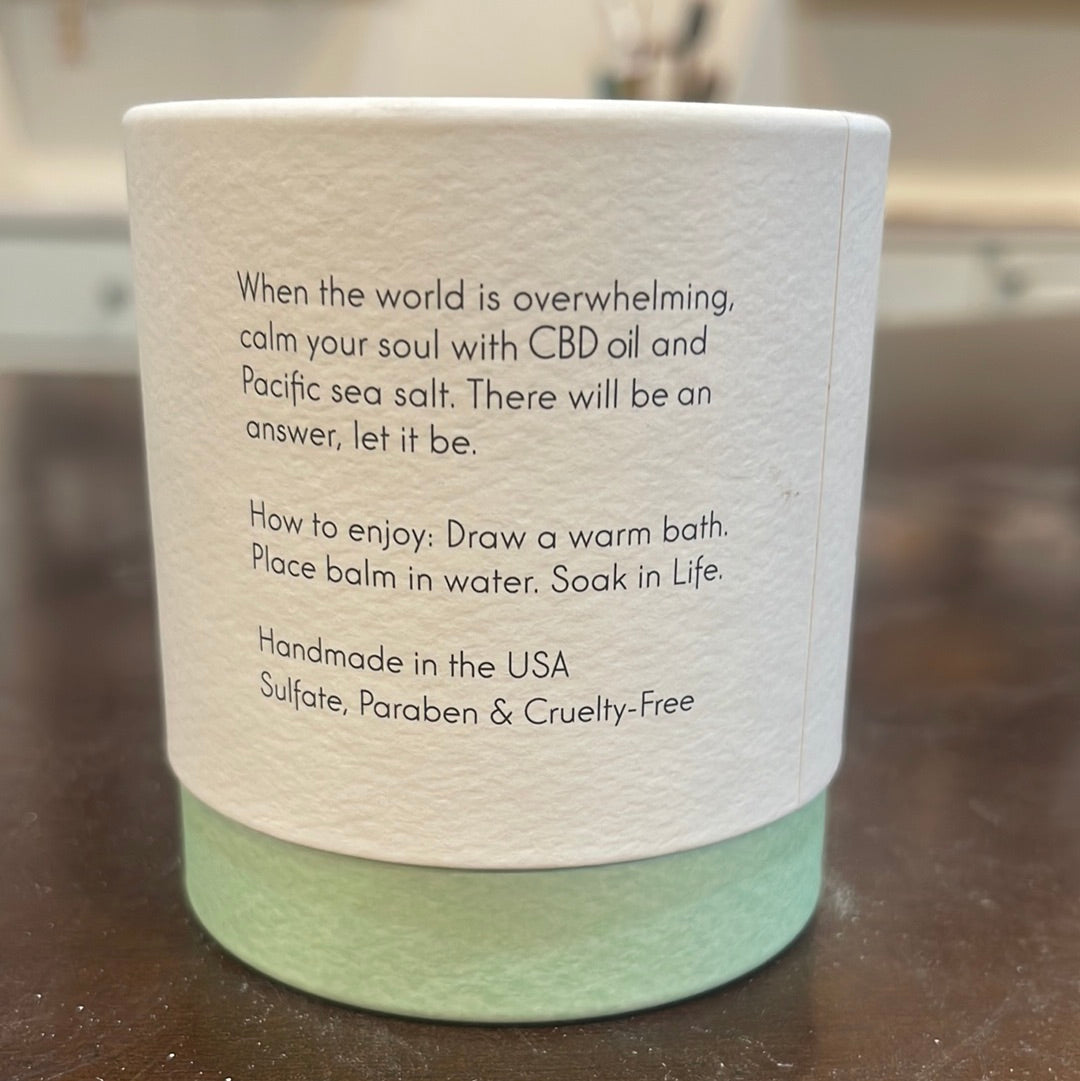 When the world is overwhelming,
calm your soul with CBD oil and
Pacific sea salt. There will be an
answer, let it be.
How to enjoy: Draw a warm bath.
Place balm in water. Soak in Life.
Handmade in the USA
Sulfate, Paraben & Cruelty-Free